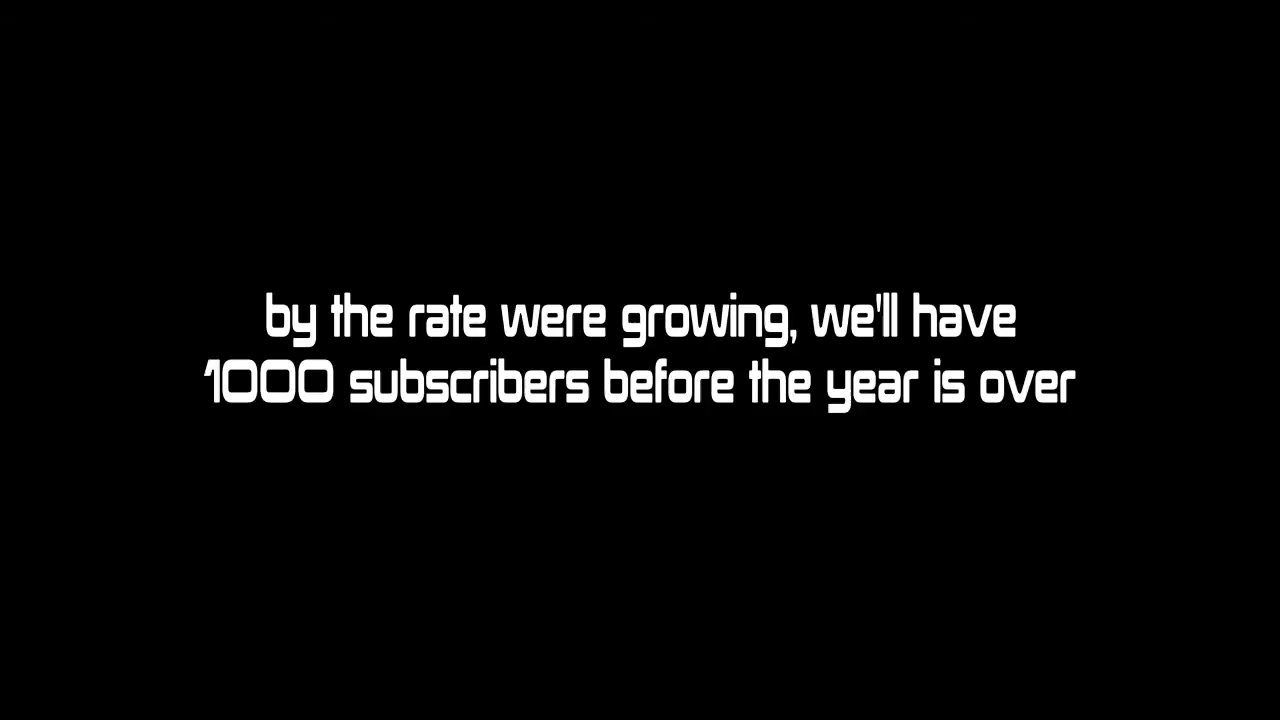 by the rate were growing, we'll have
1000 subscribers before the year is over